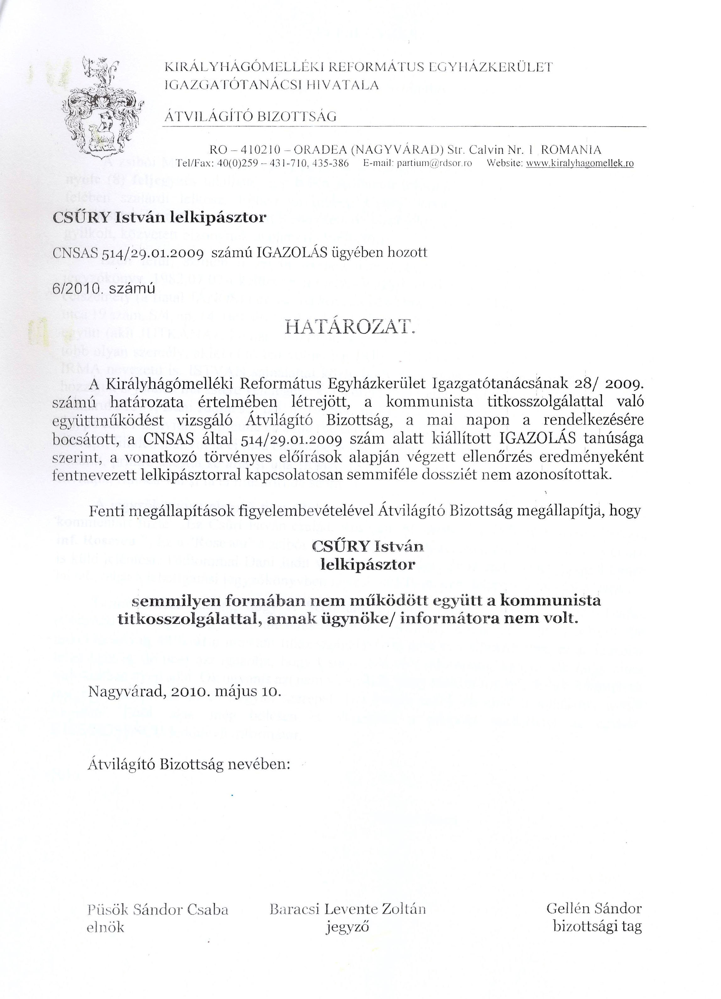 KIRÁLYHÁGÓMELLÉKI REFORMÁTUS EGYHÁZKERÜLET
IGAZGATÓTANÁCSI HIVATALA
ÁTVILÁGÍTÓ BIZOTTSÁG
RO – 410210 – ORADEA (NAGYVÁRAD) Str. Calvin Nr. 1 ROMANIA
Tel/Fax: 40(0)259 – 431-710, 435-386 E-mail: partium@rdsor.ro Website: www.kiralyhagomellek.ro
CSŰRY István lelkipásztor
CNSAS 514/29.01.2009 számú IGAZOLÁS ügyében hozott
6/2010. számú
HATÁROZAT.
A Királyhágómelléki Református Egyházkerület Igazgatótanácsának 28/ 2009.
számú határozata értelmében létrejött, a kommunista titkosszolgálattal való
együttműködést vizsgáló Átvilágító Bizottság, a mai napon a rendelkezésére
bocsátott, a CNSAS által 514/29.01.2009 szám alatt kiállított IGAZOLÁS tanúsága
szerint, a vonatkozó törvényes előírások alapján végzett ellenőrzés eredményeként
fentnevezett lelkipásztorral kapcsolatosan semmiféle dossziét nem azonosítottak.
Fenti megállapítások figyelembevételével Átvilágító Bizottság megállapítja, hogy
CSŰRY István
lelkipásztor
semmilyen formában nem működött együtt a kommunista
titkosszolgálattal, annak ügynöke/ informátora nem volt.
Nagyvárad, 2010. május 10.
Átvilágító Bizottság nevében:
Püsök Sándor Csaba Baracsi Levente Zoltán Gellén Sándor
elnök jegyző bizottsági tag